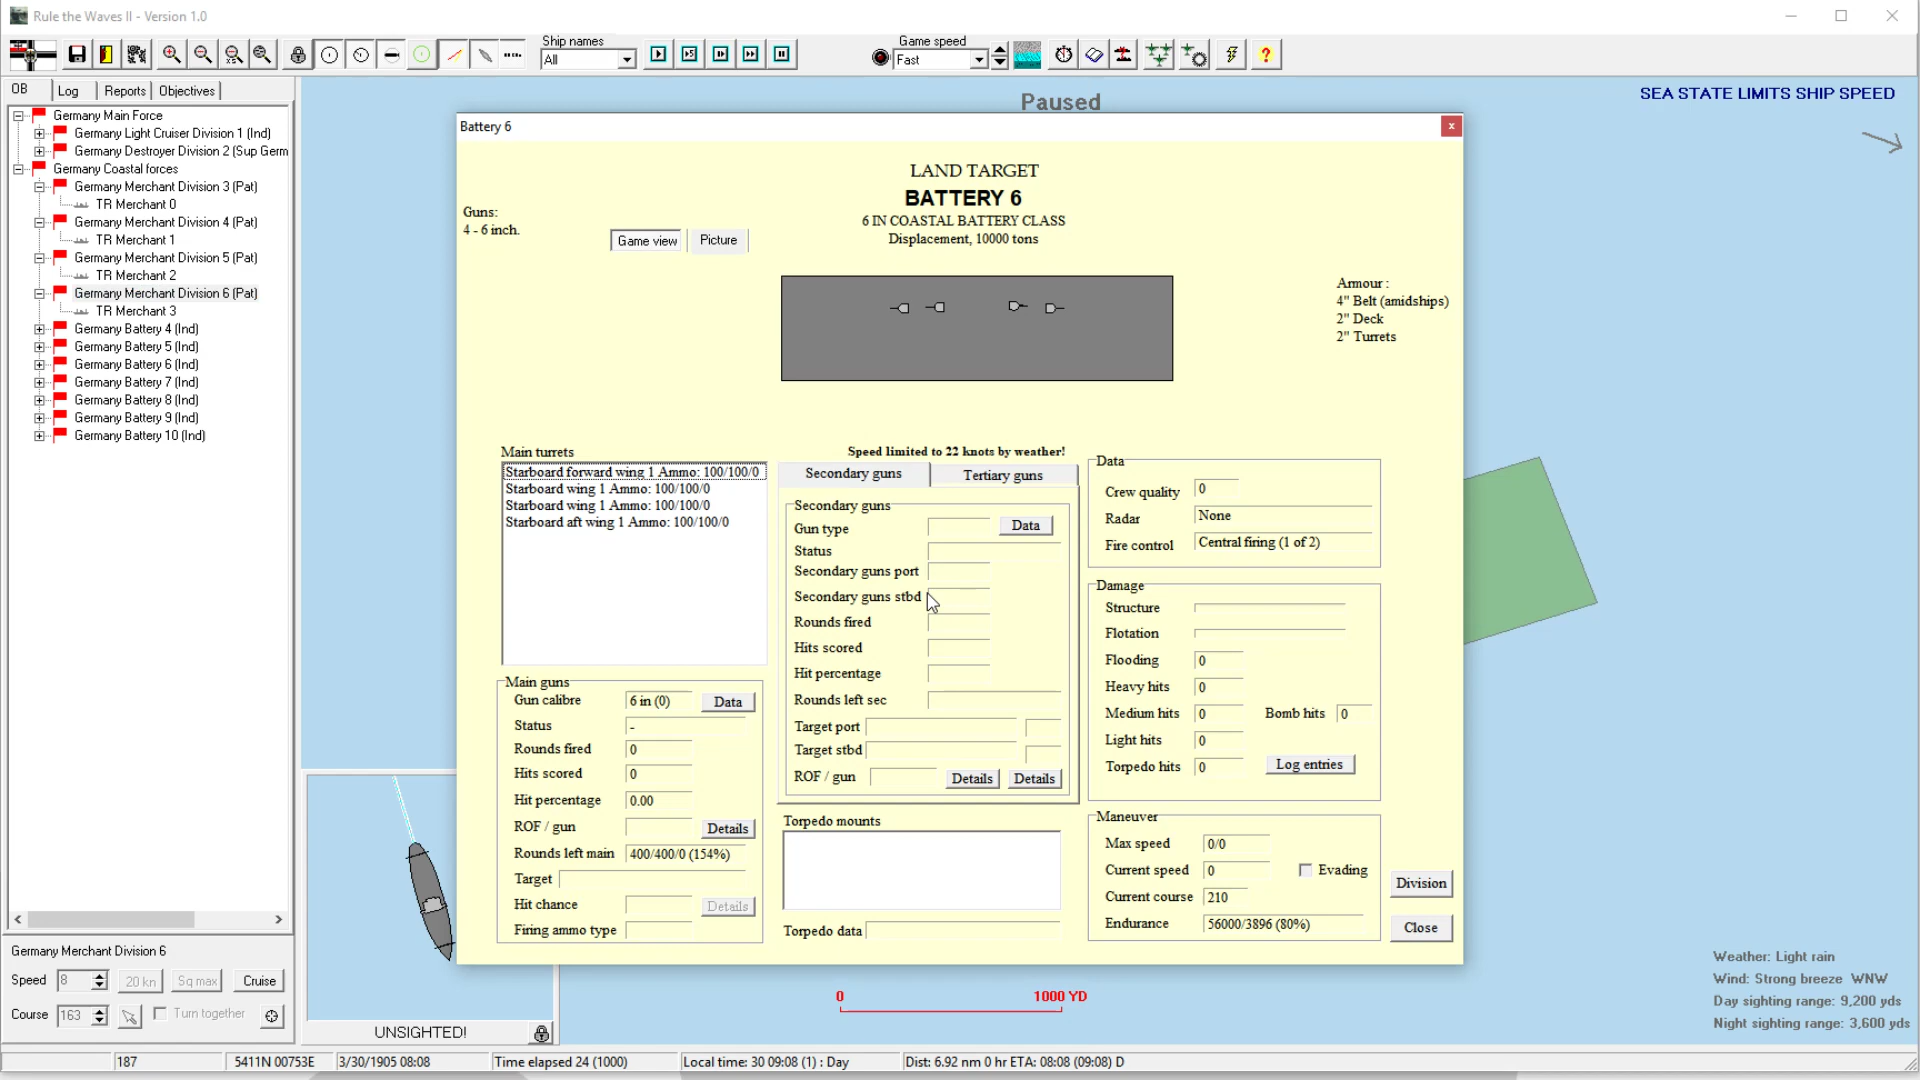 Rule the Waves II - Version 1.0
Ship names
All
Game speed
Fast
OB
Log
Reports
Objectives
Germany Main Force
Germany Light Cruiser Division 1 (Ind)
Germany Destroyer Division 2 (Sup Germ
Germany Coastal forces
Germany Merchant Division 3 (Pat)
TR Merchant 0
Germany Merchant Division 4 (Pat)
TR Merchant 1
Germany Merchant Division 5 (Pat)
TR Merchant 2
Germany Merchant Division 6 (Pat)
TR Merchant 3
Germany Battery 4 (Ind)
Germany Battery 5 (Ind)
Germany Battery 6 (Ind)
Germany Battery 7 (Ind)
Germany Battery 8 (Ind)
Germany Battery 9 (Ind)
Germany Battery 10 (Ind)
Germany Merchant Division 6
Speed 8 20 kn Sq max Cruise
Course 163 Turn together
Paused
SEA STATE LIMITS SHIP SPEED
Battery 6
LAND TARGET
BATTERY 6
6 IN COASTAL BATTERY CLASS
Displacement, 10000 tons
Guns:
4 - 6 inch.
Game view
Picture
Armour :
4" Belt (amidships)
2" Deck
2" Turrets
Main turrets
Starboard forward wing 1 Ammo: 100/100/0
Starboard wing 1 Ammo: 100/100/0
Starboard wing 1 Ammo: 100/100/0
Starboard aft wing 1 Ammo: 100/100/0
Main guns
Gun calibre 6 in (0) Data
Status -
Rounds fired 0
Hits scored 0
Hit percentage 0.00
ROF / gun Details
Rounds left main 400/400/0 (154%)
Target
Hit chance Details
Firing ammo type
Speed limited to 22 knots by weather!
Secondary guns
Tertiary guns
Secondary guns
Gun type Data
Status
Secondary guns port
Secondary guns stbd
Rounds fired
Hits scored
Hit percentage
Rounds left sec
Target port
Target stbd
ROF / gun Details Details
Torpedo mounts
Torpedo data
Data
Crew quality 0
Radar None
Fire control Central firing (1 of 2)
Damage
Structure
Flotation
Flooding 0
Heavy hits 0
Medium hits 0 Bomb hits 0
Light hits 0
Torpedo hits 0 Log entries
Maneuver
Max speed 0/0
Current speed 0 Evading
Current course 210
Endurance 56000/3896 (80%)
Division
Close
UNSIGHTED!
0 1000 YD
Weather: Light rain
Wind: Strong breeze WNW
Day sighting range: 9,200 yds
Night sighting range: 3,600 yds
187
5411N 00753E
3/30/1905 08:08
Time elapsed 24 (1000)
Local time: 30 09:08 (1) : Day
Dist: 6.92 nm 0 hr ETA: 08:08 (09:08) D